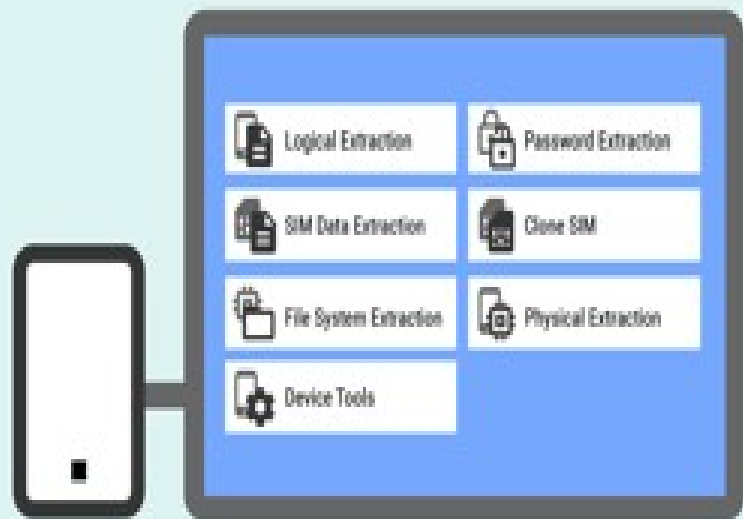 Logical Extraction
Password Extraction
SIM Data Extraction
Clone SIM
File System Extraction
Physical Extraction
Device Tools